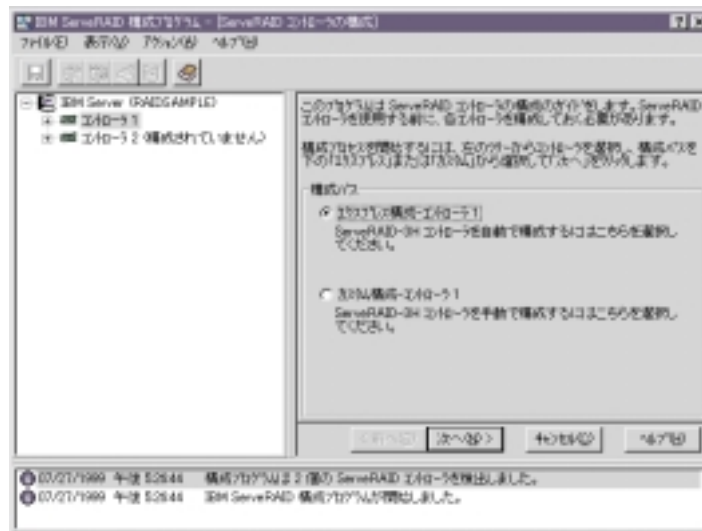 IBM ServeRAID 構成プログラム - [ServeRAID コントローラの構成]
ファイル(E) 表示(V) アクション(A) ヘルプ(H)
IBM Server (RAIDSAMPLE)
コントローラ 1
コントローラ 2 (構成されていません)
このプログラムは ServeRAID コントローラの構成のガイドをします。ServeRAID
コントローラを使用する前に、各コントローラを構成しておく必要があります。
構成プロセスを開始するには、左のツリーからコントローラを選択し、構成パスを
下の「エクスプレス」または「カスタム」から選択して「次へ」をクリックします。
構成パス
エクスプレス構成-コントローラ 1
ServeRAID-3H コントローラを自動で構成するにはこちらを選択し
てください。
カスタム構成-コントローラ 1
ServeRAID-3H コントローラを手動で構成するにはこちらを選択し
てください。
次へ(N) >
キャンセル(C)
ヘルプ(H)
07/27/1999 午後 5:26:44 構成プログラムは 2 個の ServeRAID コントローラを検出しました。
07/27/1999 午後 5:26:44 IBM ServeRAID 構成プログラムが開始しました。